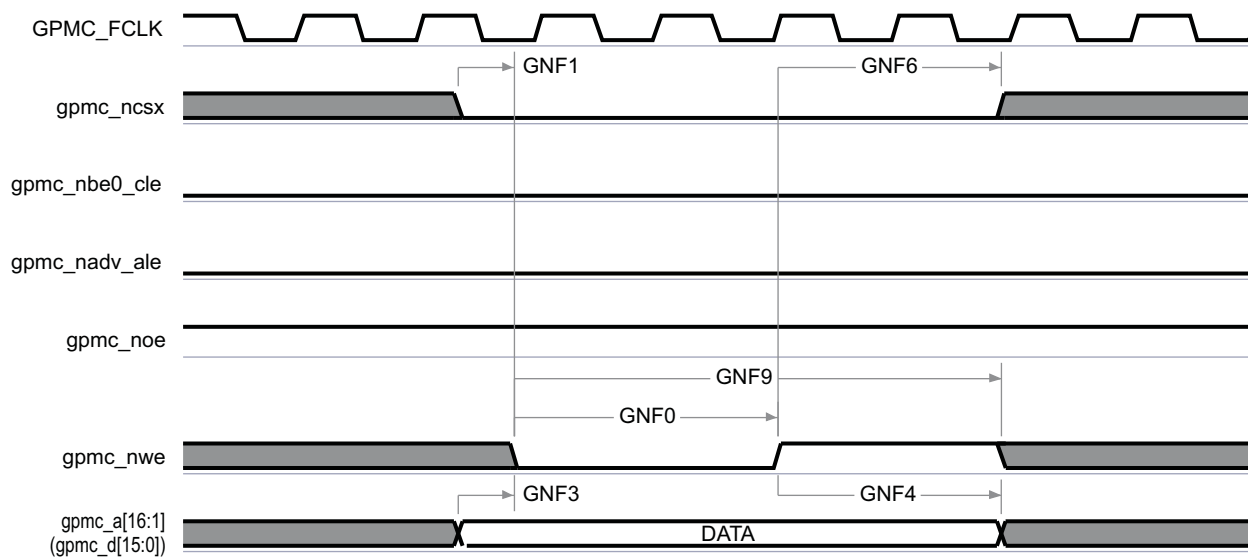 GPMC_FCLK
GNF1
GNF6
gpmc_ncsx
gpmc_nbe0_cle
gpmc_nadv_ale
gpmc_noe
GNF9
GNF0
gpmc_nwe
GNF3
GNF4
gpmc_a[16:1]
(gpmc_d[15:0])
DATA